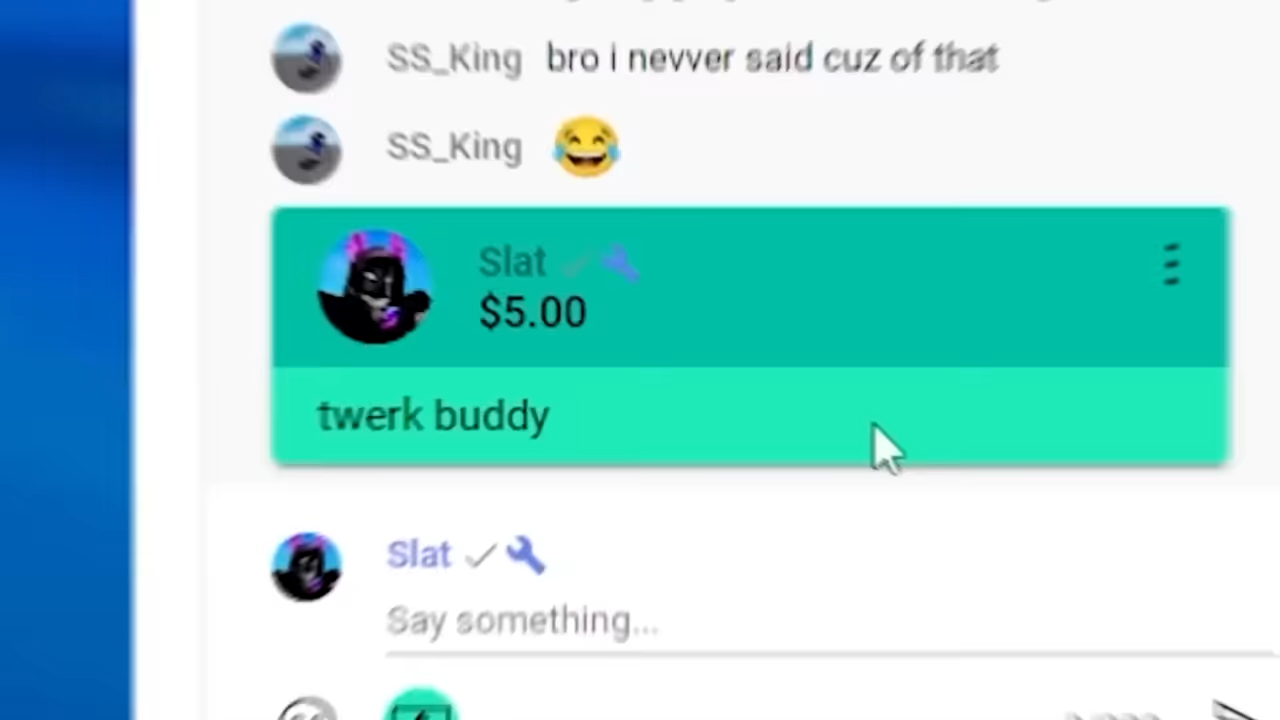 SS_King bro i nevver said cuz of that
SS_King 😂
Slat
$5.00
twerk buddy
Slat
Say something...